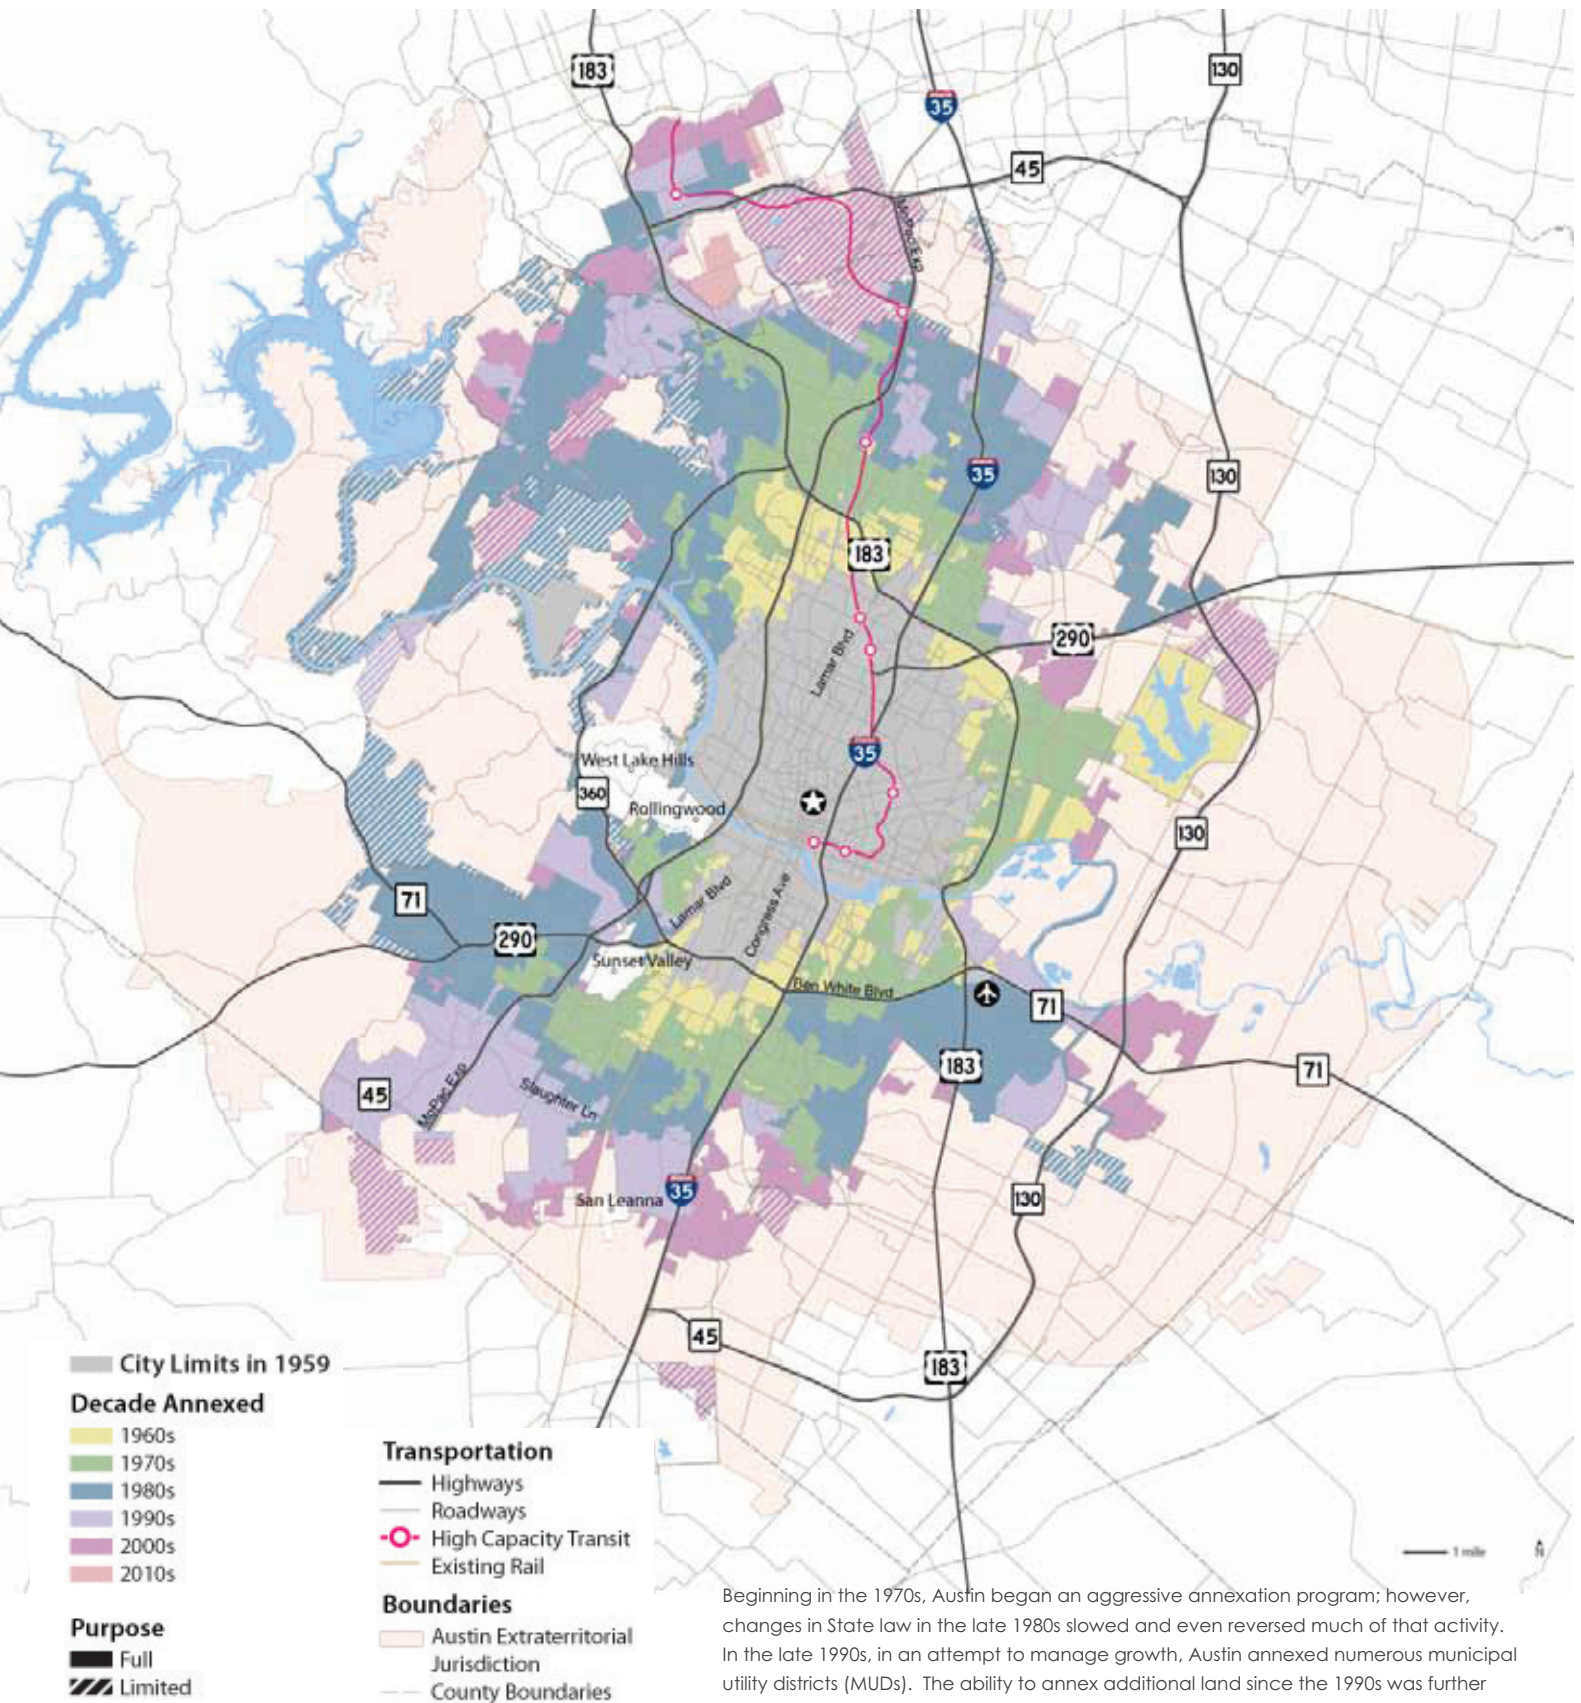 183
35
130
45
MoPac Exp
35
130
183
290
Lamar Blvd
35
West Lake Hills
360
Rollingwood
130
71
290
Lamar Blvd
Congress Ave
Sunset Valley
Ben White Blvd
71
183
71
45
MoPac Exp
Slaughter Ln
San Leanna
35
130
45
183
City Limits in 1959
Decade Annexed
1960s
1970s
1980s
1990s
2000s
2010s
Purpose
Full
Limited
Transportation
Highways
Roadways
High Capacity Transit
Existing Rail
Boundaries
Austin Extraterritorial
Jurisdiction
County Boundaries
1 mile
N
Beginning in the 1970s, Austin began an aggressive annexation program; however,
changes in State law in the late 1980s slowed and even reversed much of that activity.
In the late 1990s, in an attempt to manage growth, Austin annexed numerous municipal
utility districts (MUDs).  The ability to annex additional land since the 1990s was further